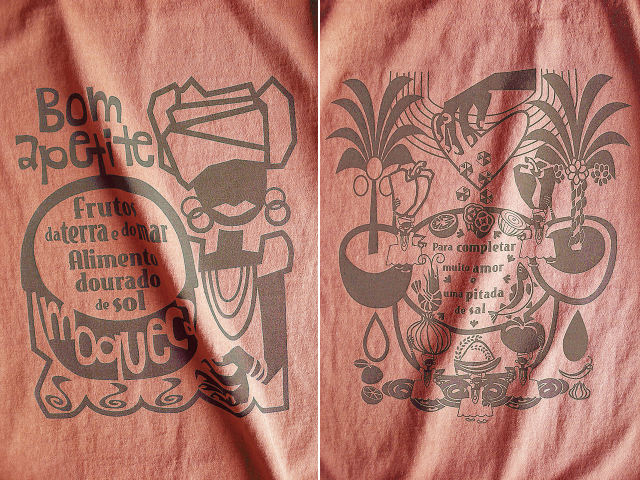 Bom
apetite
Frutos
da terra e do mar
Alimento
dourado
de sol
moqueca
Para completar
muito amor
e
uma pitada
de sal